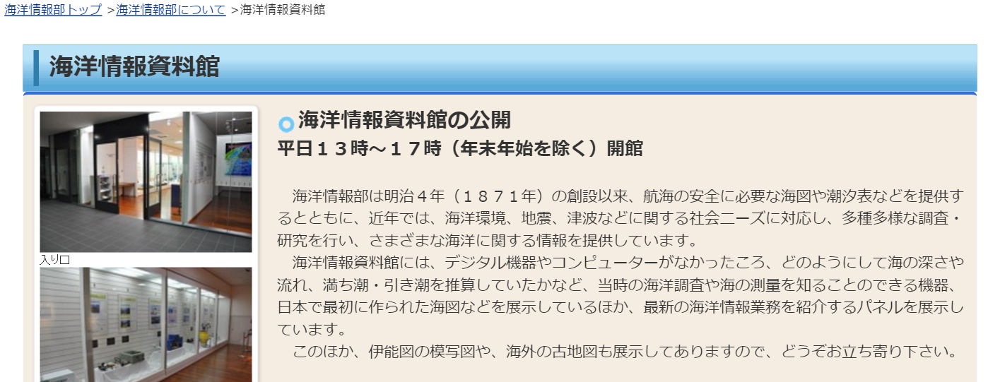 海洋情報部トップ >海洋情報部について >海洋情報資料館
海洋情報資料館
海洋情報資料館の公開
平日１３時～１７時（年末年始を除く）開館
海洋情報部は明治４年（１８７１年）の創設以来、航海の安全に必要な海図や潮汐表などを提供す
るとともに、近年では、海洋環境、地震、津波などに関する社会ニーズに対応し、多種多様な調査・
研究を行い、さまざまな海洋に関する情報を提供しています。
海洋情報資料館には、デジタル機器やコンピューターがなかったころ、どのようにして海の深さや
流れ、満ち潮・引き潮を推算していたかなど、当時の海洋調査や海の測量を知ることのできる機器、
日本で最初に作られた海図などを展示しているほか、最新の海洋情報業務を紹介するパネルを展示し
ています。
このほか、伊能図の模写図や、海外の古地図も展示してありますので、どうぞお立ち寄り下さい。
入り口